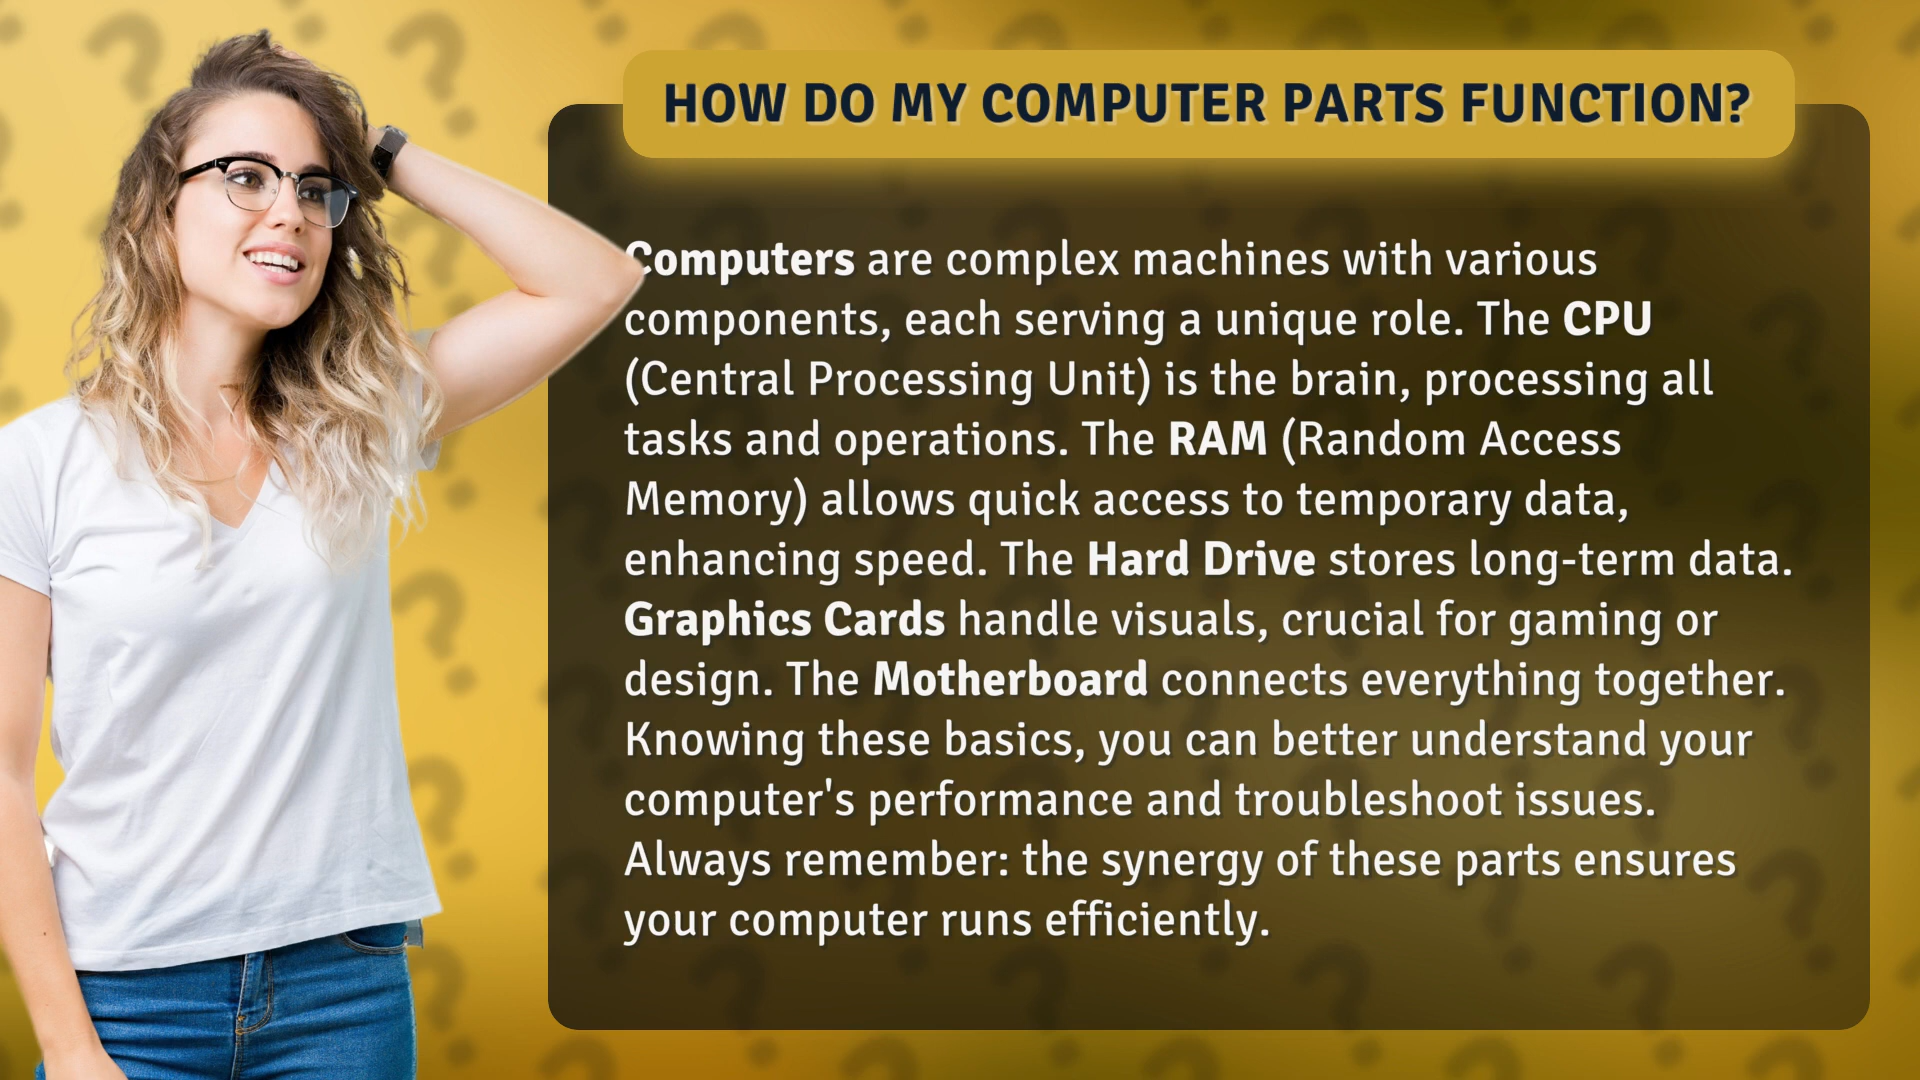 HOW DO MY COMPUTER PARTS FUNCTION?
Computers are complex machines with various
components, each serving a unique role. The CPU
(Central Processing Unit) is the brain, processing all
tasks and operations. The RAM (Random Access
Memory) allows quick access to temporary data,
enhancing speed. The Hard Drive stores long-term data.
Graphics Cards handle visuals, crucial for gaming or
design. The Motherboard connects everything together.
Knowing these basics, you can better understand your
computer's performance and troubleshoot issues.
Always remember: the synergy of these parts ensures
your computer runs efficiently.